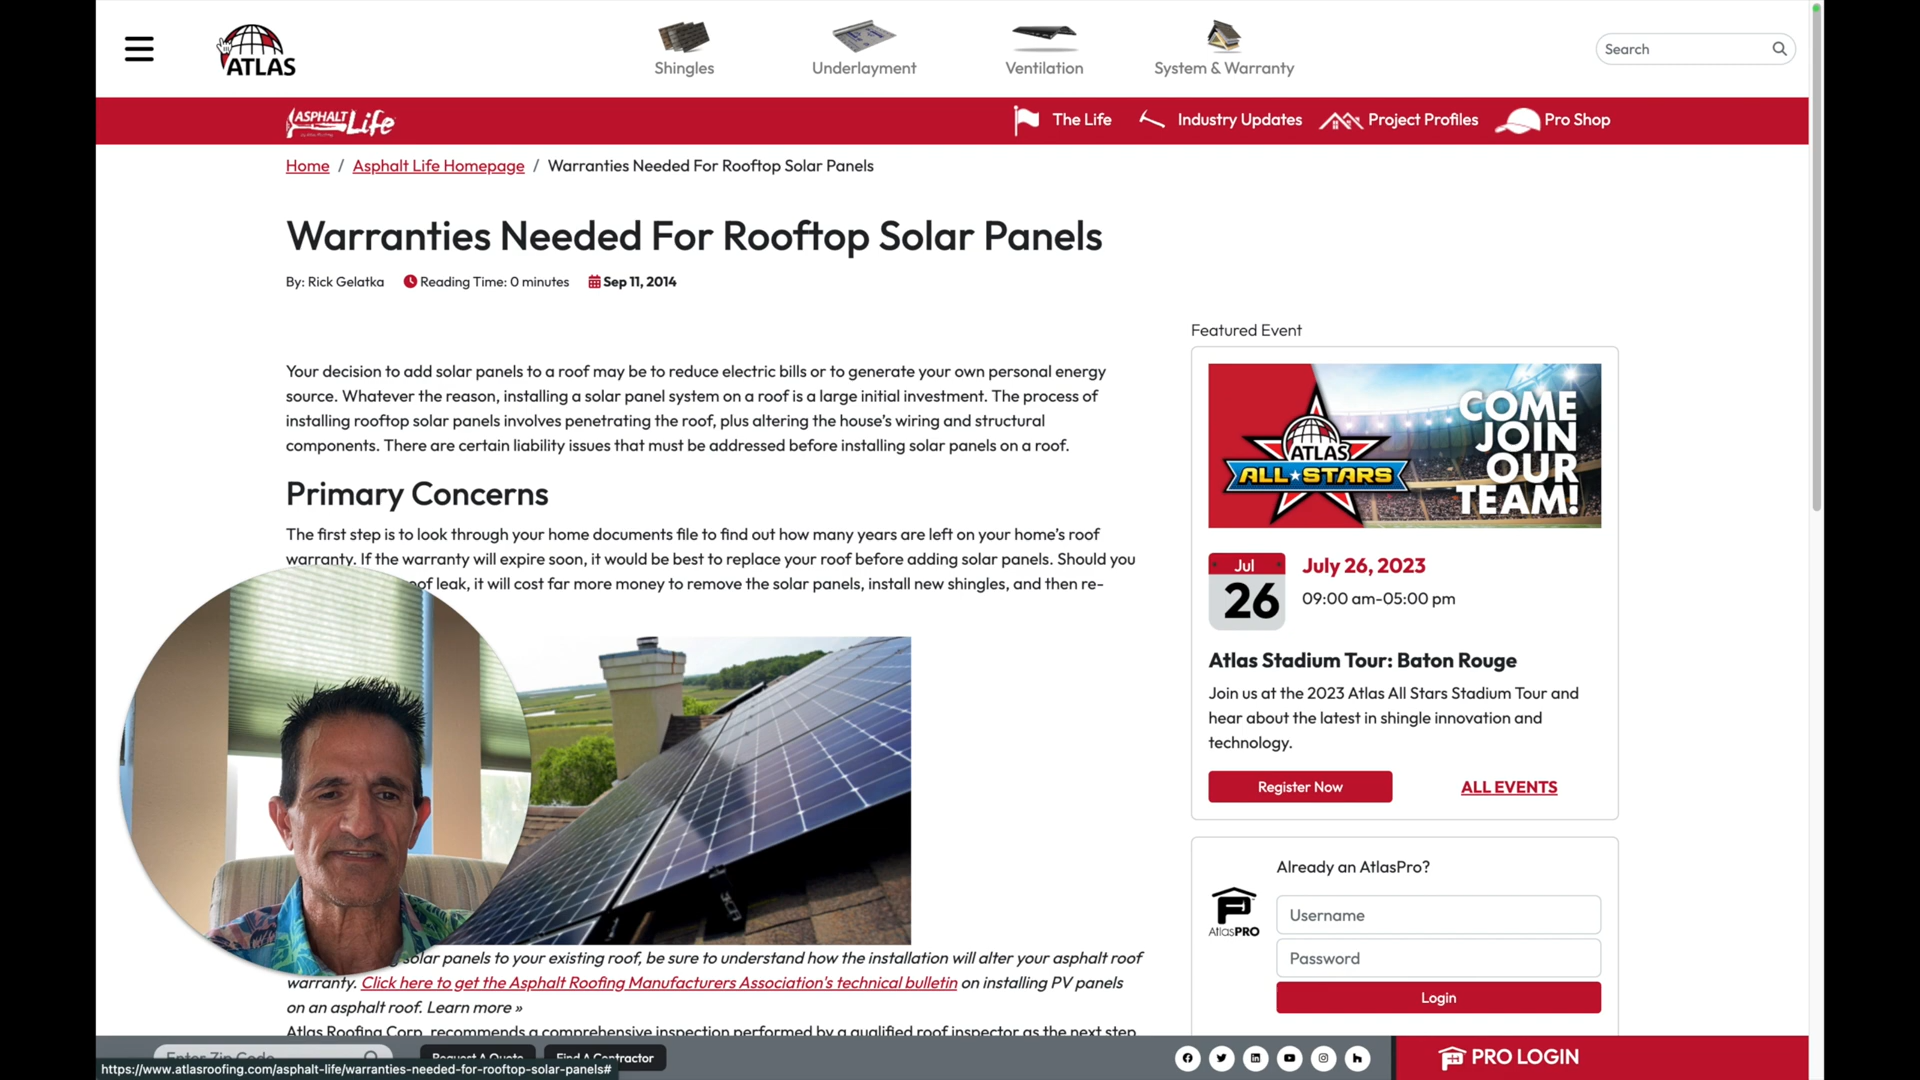 ATLAS
Shingles
Underlayment
Ventilation
System & Warranty
Search
ASPHALT Life
The Life
Industry Updates
Project Profiles
Pro Shop
Home / Asphalt Life Homepage / Warranties Needed For Rooftop Solar Panels
Warranties Needed For Rooftop Solar Panels
By: Rick Gelatka Reading Time: 0 minutes Sep 11, 2014
Your decision to add solar panels to a roof may be to reduce electric bills or to generate your own personal energy
source. Whatever the reason, installing a solar panel system on a roof is a large initial investment. The process of
installing rooftop solar panels involves penetrating the roof, plus altering the house's wiring and structural
components. There are certain liability issues that must be addressed before installing solar panels on a roof.
Primary Concerns
The first step is to look through your home documents file to find out how many years are left on your home's roof
warranty. If the warranty will expire soon, it would be best to replace your roof before adding solar panels. Should you
leak, it will cost far more money to remove the solar panels, install new shingles, and then re-
solar panels to your existing roof, be sure to understand how the installation will alter your asphalt roof
warranty. Click here to get the Asphalt Roofing Manufacturers Association's technical bulletin on installing PV panels
on an asphalt roof. Learn more »
Atlas Roofing Corp. recommends a comprehensive inspection performed by a qualified roof inspector as the next step
Featured Event
ATLAS
ALL★STARS
COME
JOIN
OUR
TEAM!
Jul
26
July 26, 2023
09:00 am-05:00 pm
Atlas Stadium Tour: Baton Rouge
Join us at the 2023 Atlas All Stars Stadium Tour and
hear about the latest in shingle innovation and
technology.
Register Now
ALL EVENTS
Already an AtlasPro?
AtlasPRO
Username
Password
Login
Enter Zip Code
Request A Quote
Find A Contractor
PRO LOGIN
https://www.atlasroofing.com/asphalt-life/warranties-needed-for-rooftop-solar-panels#